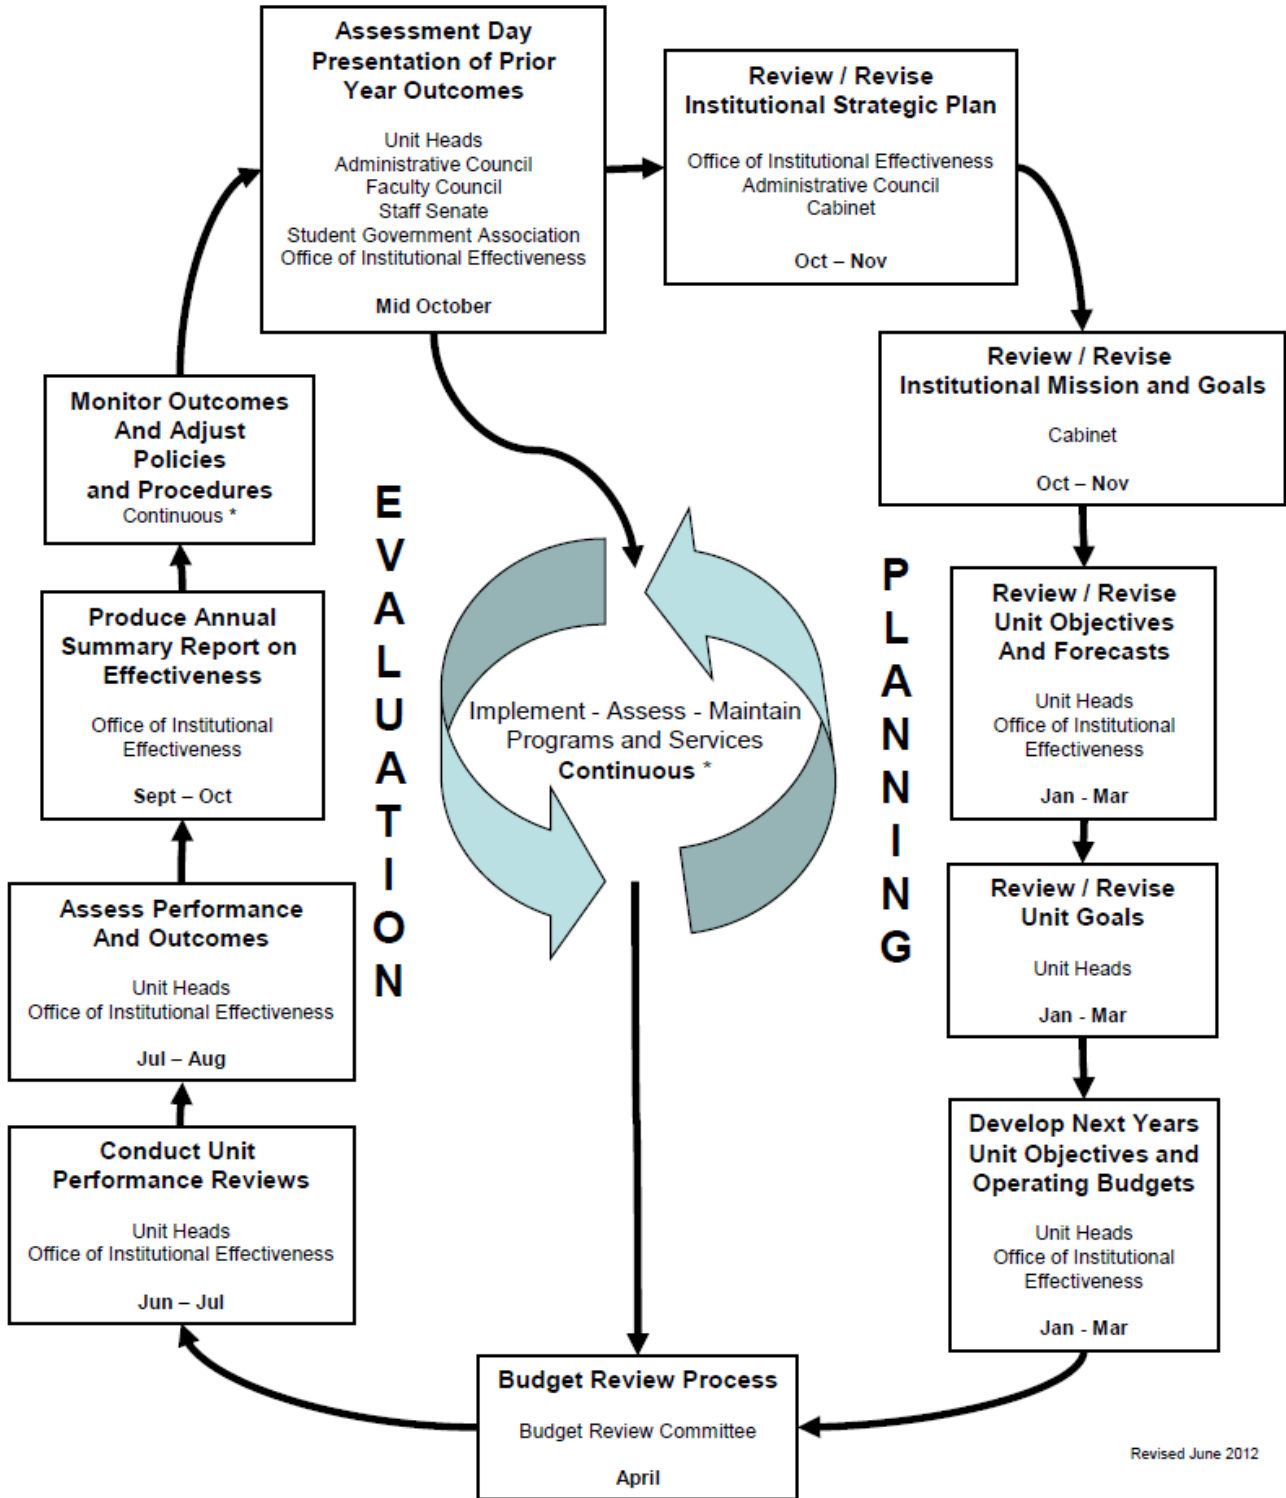 Assessment Day
Presentation of Prior
Year Outcomes
Unit Heads
Administrative Council
Faculty Council
Staff Senate
Student Government Association
Office of Institutional Effectiveness
Mid October
Review / Revise
Institutional Strategic Plan
Office of Institutional Effectiveness
Administrative Council
Cabinet
Oct – Nov
Review / Revise
Institutional Mission and Goals
Cabinet
Oct – Nov
Review / Revise
Unit Objectives
And Forecasts
Unit Heads
Office of Institutional
Effectiveness
Jan - Mar
Review / Revise
Unit Goals
Unit Heads
Jan - Mar
Develop Next Years
Unit Objectives and
Operating Budgets
Unit Heads
Office of Institutional
Effectiveness
Jan - Mar
Budget Review Process
Budget Review Committee
April
Conduct Unit
Performance Reviews
Unit Heads
Office of Institutional Effectiveness
Jun – Jul
Assess Performance
And Outcomes
Unit Heads
Office of Institutional Effectiveness
Jul – Aug
Produce Annual
Summary Report on
Effectiveness
Office of Institutional
Effectiveness
Sept – Oct
Monitor Outcomes
And Adjust
Policies
and Procedures
Continuous *
EVALUATION
Implement - Assess - Maintain
Programs and Services
Continuous *
PLANNING
Revised June 2012